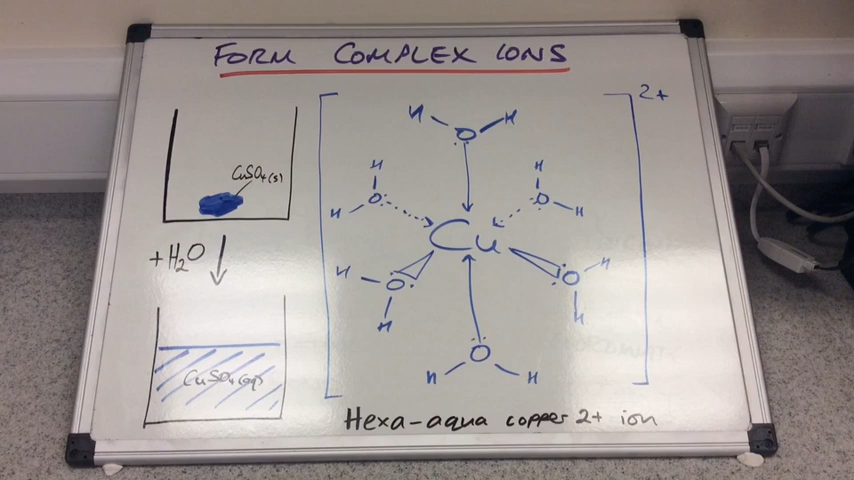 FORM COMPLEX IONS
CuSO4(s)
+H2O
CuSO4(aq)
2+
H O H
H O H
H O H
Cu
H O H
H O H
H O H
Hexa-aqua copper 2+ ion